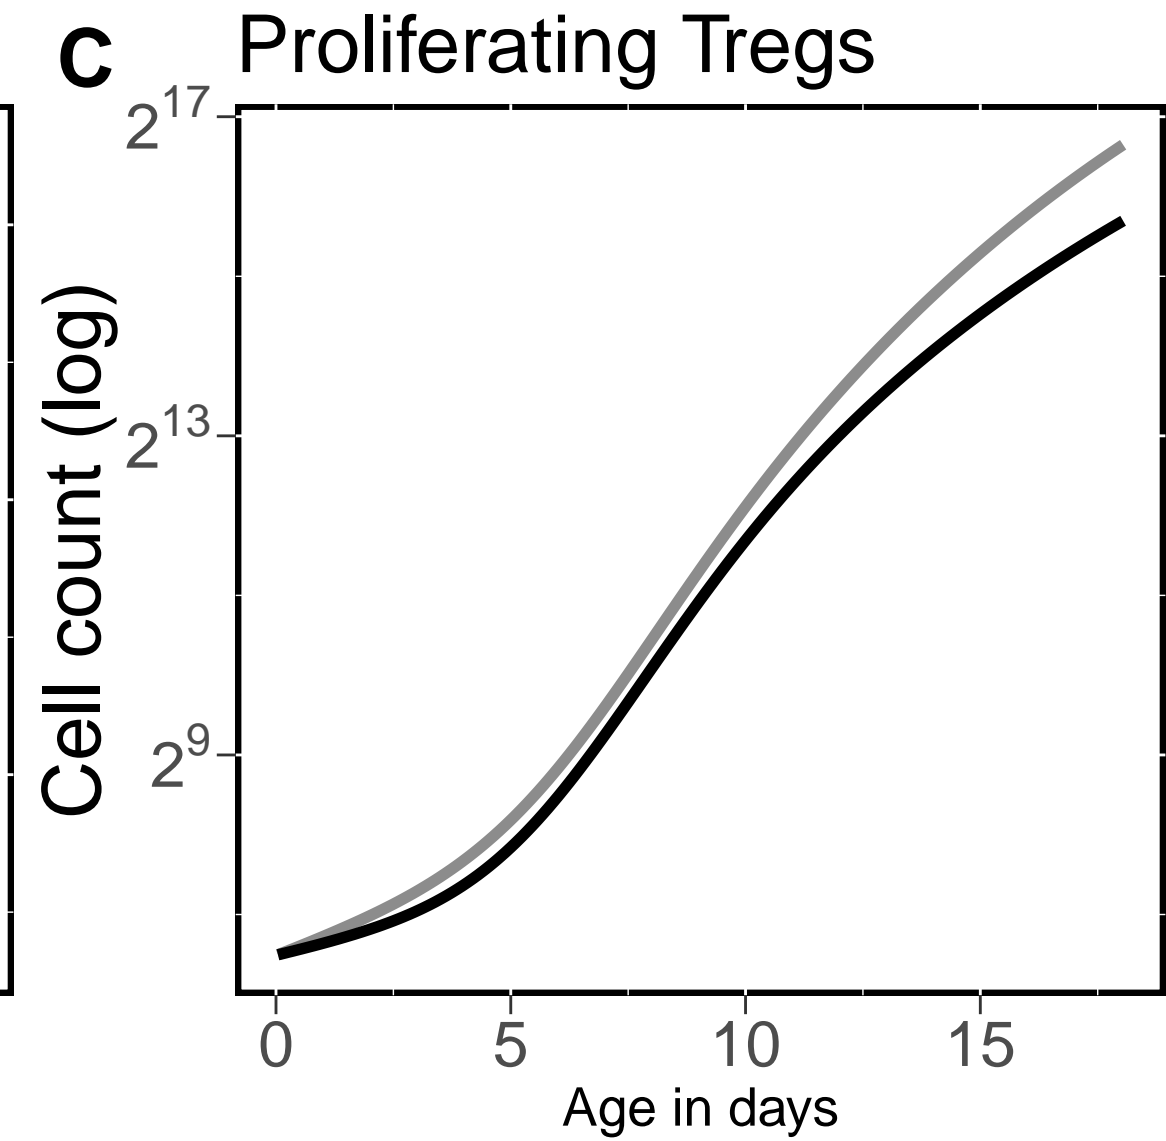 C Proliferating Tregs
2^17
2^13
2^9
Cell count (log)
0 5 10 15
Age in days